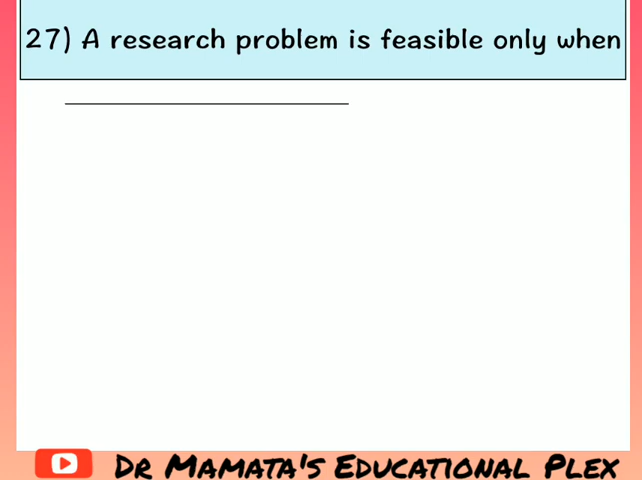 27) A research problem is feasible only when
Dr Mamata's Educational Plex